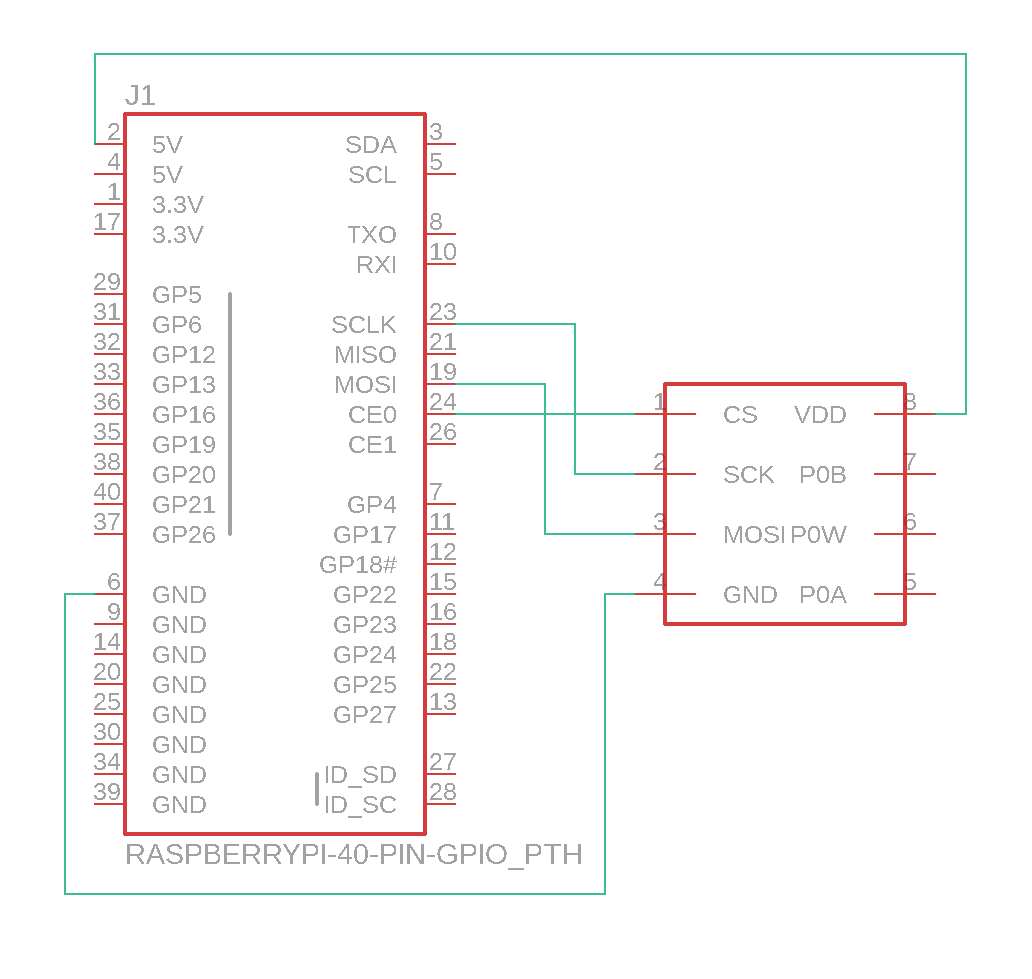 J1
2 5V SDA 3
4 5V SCL 5
1 3.3V
17 3.3V TXO 8
RXI 10
29 GP5
31 GP6 SCLK 23
32 GP12 MISO 21
33 GP13 MOSI 19
36 GP16 CE0 24
35 GP19 CE1 26
38 GP20
40 GP21 GP4 7
37 GP26 GP17 11
GP18# 12
6 GND GP22 15
9 GND GP23 16
14 GND GP24 18
20 GND GP25 22
25 GND GP27 13
30 GND
34 GND ID_SD 27
39 GND ID_SC 28
RASPBERRYPI-40-PIN-GPIO_PTH
1 CS VDD 8
2 SCK P0B 7
3 MOSI P0W 6
4 GND P0A 5